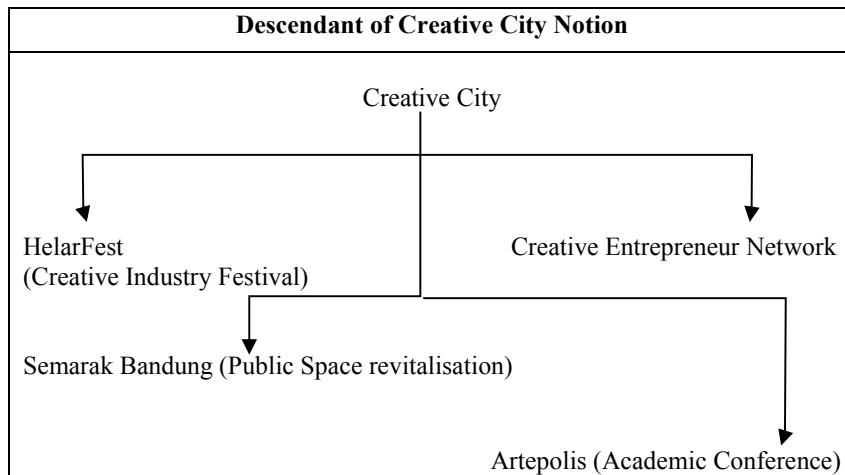 Descendant of Creative City Notion
Creative City
HelarFest
(Creative Industry Festival)
Creative Entrepreneur Network
Semarak Bandung (Public Space revitalisation)
Artepolis (Academic Conference)